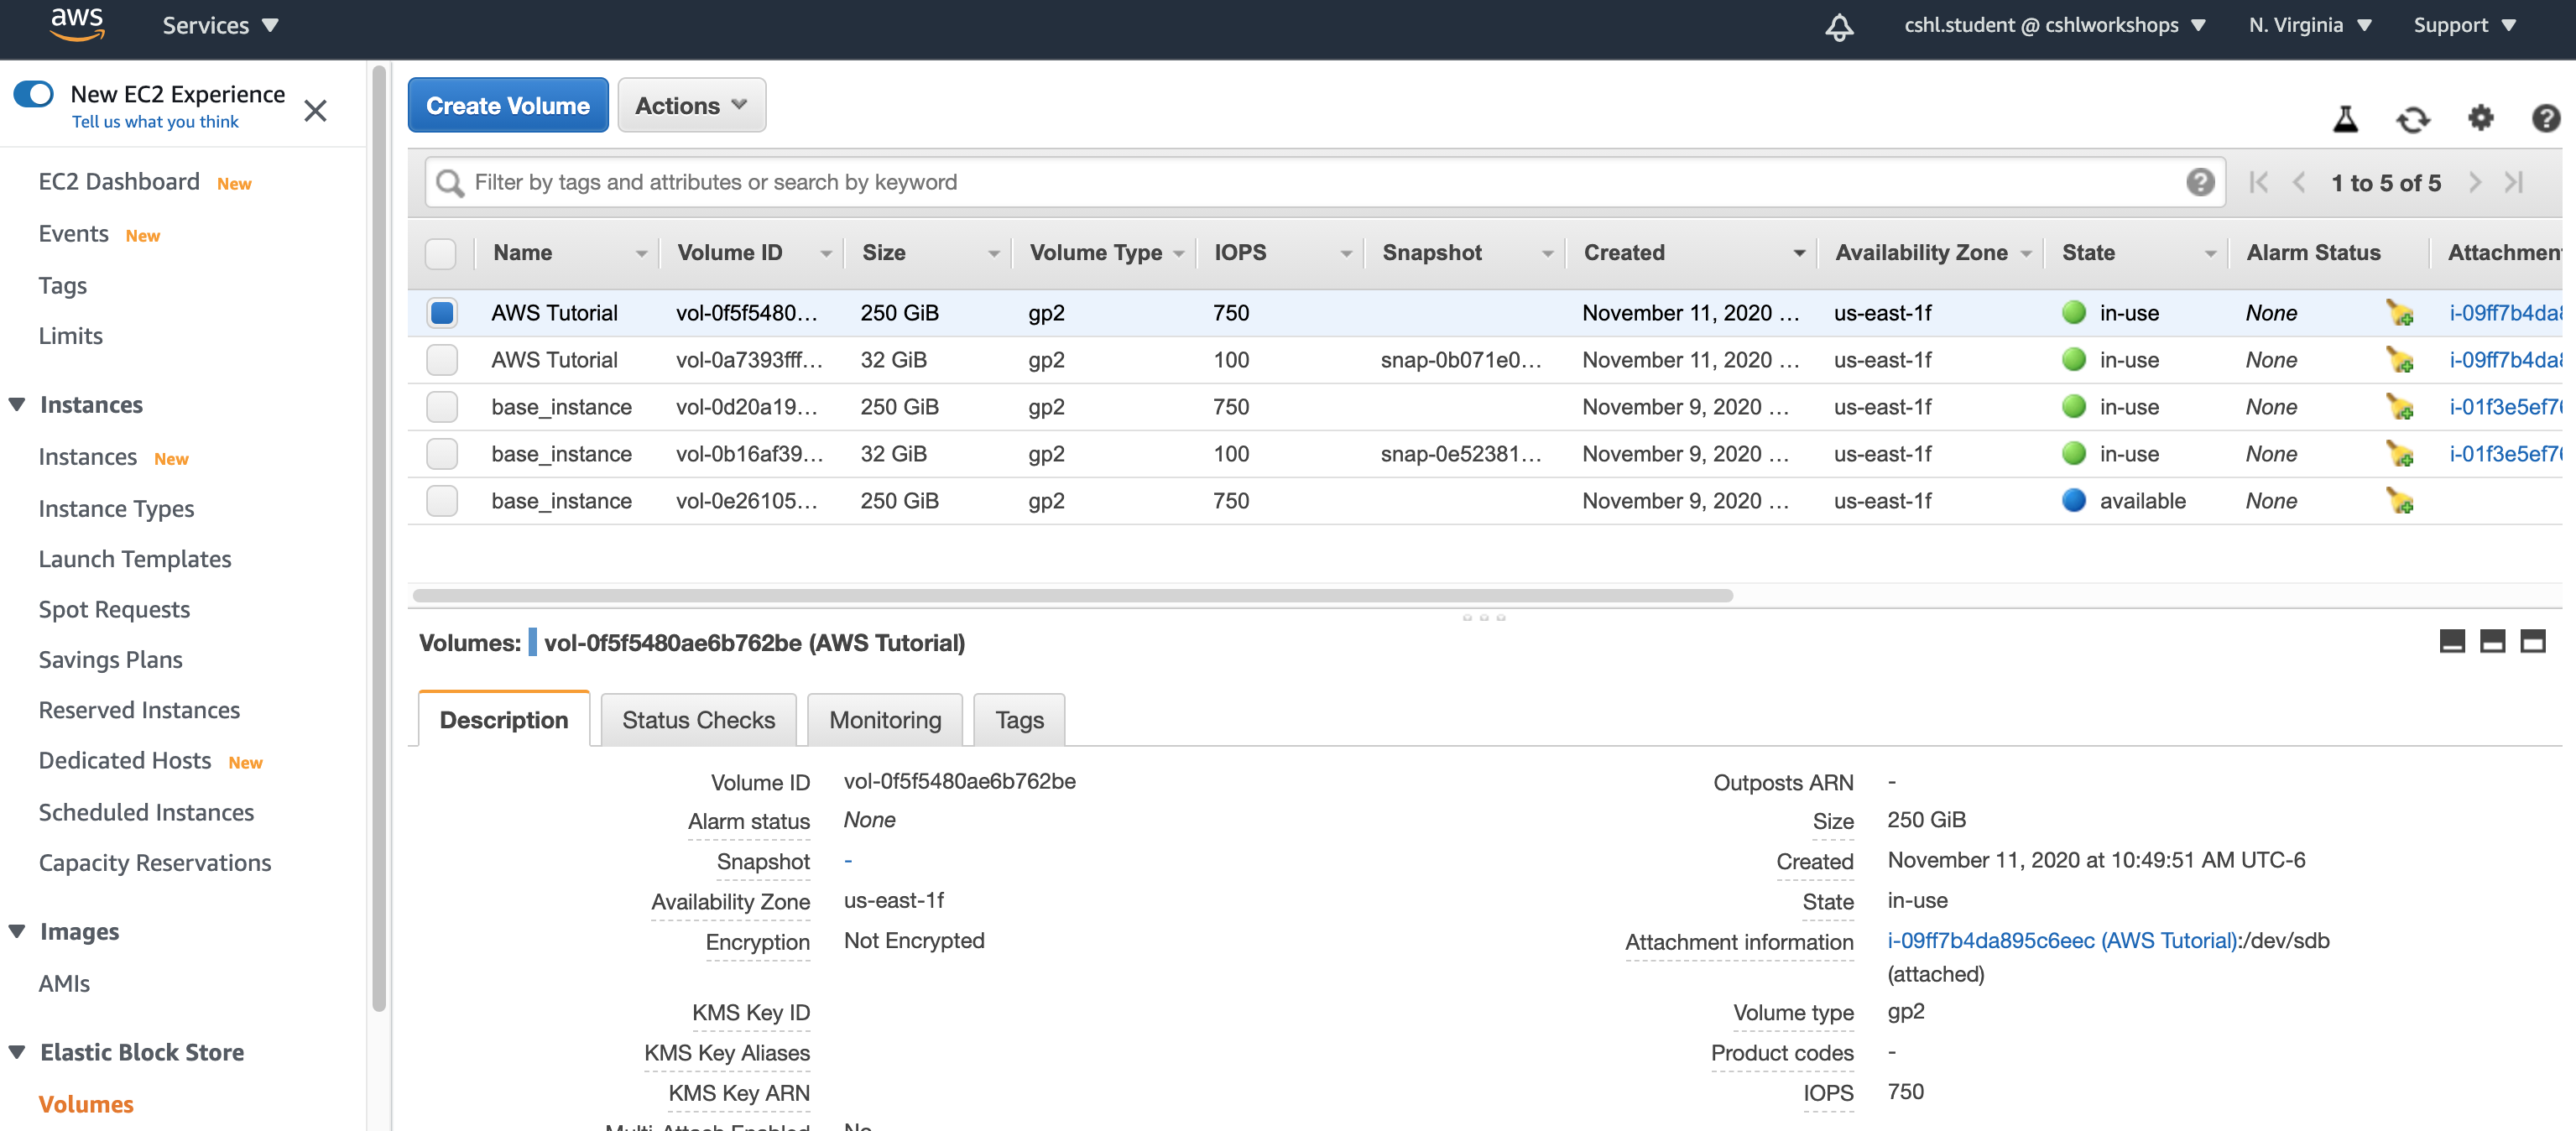 aws Services cshl.student @ cshlworkshops N. Virginia Support
New EC2 Experience
Tell us what you think
EC2 Dashboard New
Events New
Tags
Limits
Instances
Instances New
Instance Types
Launch Templates
Spot Requests
Savings Plans
Reserved Instances
Dedicated Hosts New
Scheduled Instances
Capacity Reservations
Images
AMIs
Elastic Block Store
Volumes
Create Volume Actions
Filter by tags and attributes or search by keyword 1 to 5 of 5
Name Volume ID Size Volume Type IOPS Snapshot Created Availability Zone State Alarm Status Attachmen
AWS Tutorial vol-0f5f5480... 250 GiB gp2 750 November 11, 2020 ... us-east-1f in-use None i-09ff7b4da8
AWS Tutorial vol-0a7393fff... 32 GiB gp2 100 snap-0b071e0... November 11, 2020 ... us-east-1f in-use None i-09ff7b4da8
base_instance vol-0d20a19... 250 GiB gp2 750 November 9, 2020 ... us-east-1f in-use None i-01f3e5ef76
base_instance vol-0b16af39... 32 GiB gp2 100 snap-0e52381... November 9, 2020 ... us-east-1f in-use None i-01f3e5ef76
base_instance vol-0e26105... 250 GiB gp2 750 November 9, 2020 ... us-east-1f available None
Volumes: vol-0f5f5480ae6b762be (AWS Tutorial)
Description Status Checks Monitoring Tags
Volume ID vol-0f5f5480ae6b762be
Alarm status None
Snapshot -
Availability Zone us-east-1f
Encryption Not Encrypted
KMS Key ID
KMS Key Aliases
KMS Key ARN
Multi-Attach Enabled No
Outposts ARN -
Size 250 GiB
Created November 11, 2020 at 10:49:51 AM UTC-6
State in-use
Attachment information i-09ff7b4da895c6eec (AWS Tutorial):/dev/sdb
(attached)
Volume type gp2
Product codes -
IOPS 750